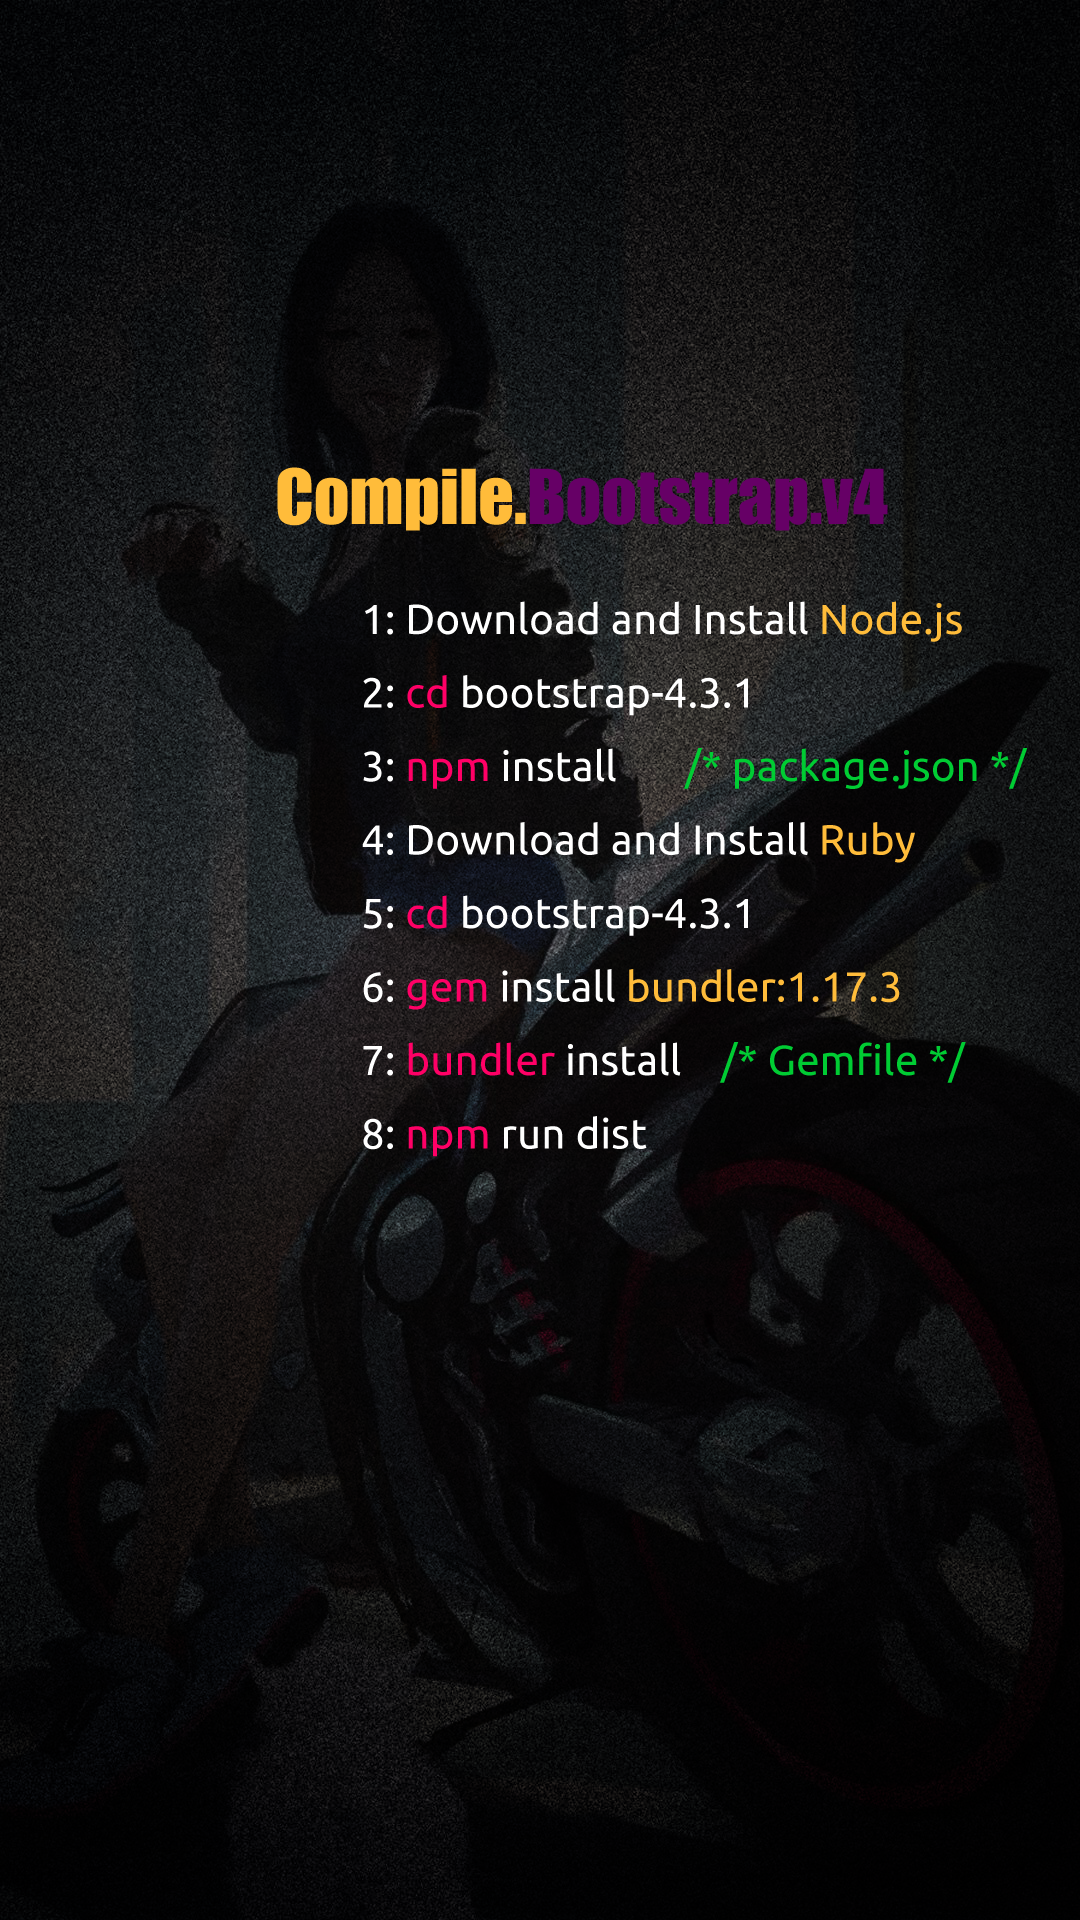 Compile.Bootstrap.v4
1: Download and Install Node.js
2: cd bootstrap-4.3.1
3: npm install /* package.json */
4: Download and Install Ruby
5: cd bootstrap-4.3.1
6: gem install bundler:1.17.3
7: bundler install /* Gemfile */
8: npm run dist